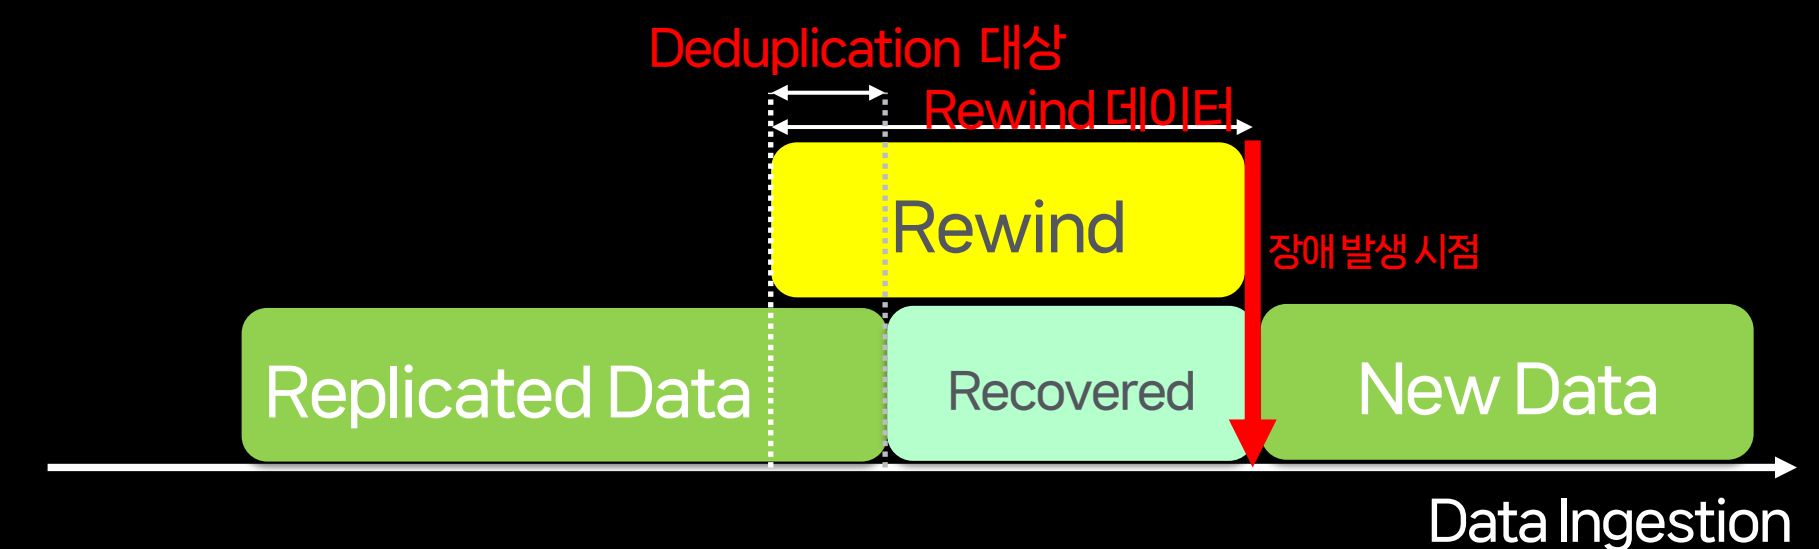 Deduplication 대상
Rewind 데이터
Rewind
장애 발생 시점
Replicated Data
Recovered
New Data
Data Ingestion